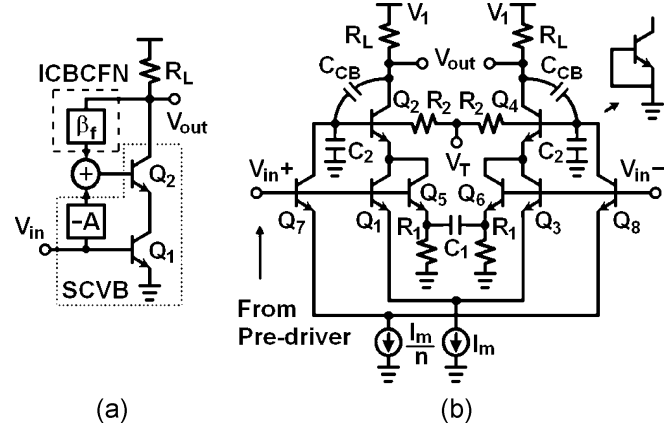 (a)
ICBCFN
R_L
β_f
V_out
+
Q_2
V_in
-A
Q_1
SCVB
(b)
V_1 V_1
R_L R_L
V_out
C_CB C_CB
Q_2 R_2 R_2 Q_4
C_2 V_T C_2
V_in+ V_in−
Q_5 Q_6
Q_7 Q_1 Q_3 Q_8
R_1 C_1 R_1
From
Pre-driver
I_m/n I_m
(a) (b)